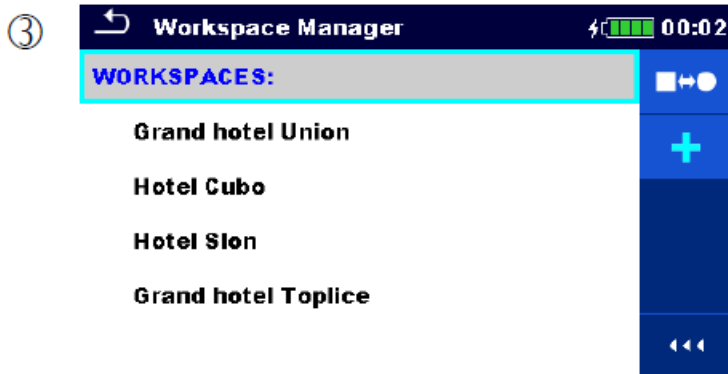 ③
Workspace Manager 00:02
WORKSPACES:
Grand hotel Union
Hotel Cubo
Hotel Slon
Grand hotel Toplice